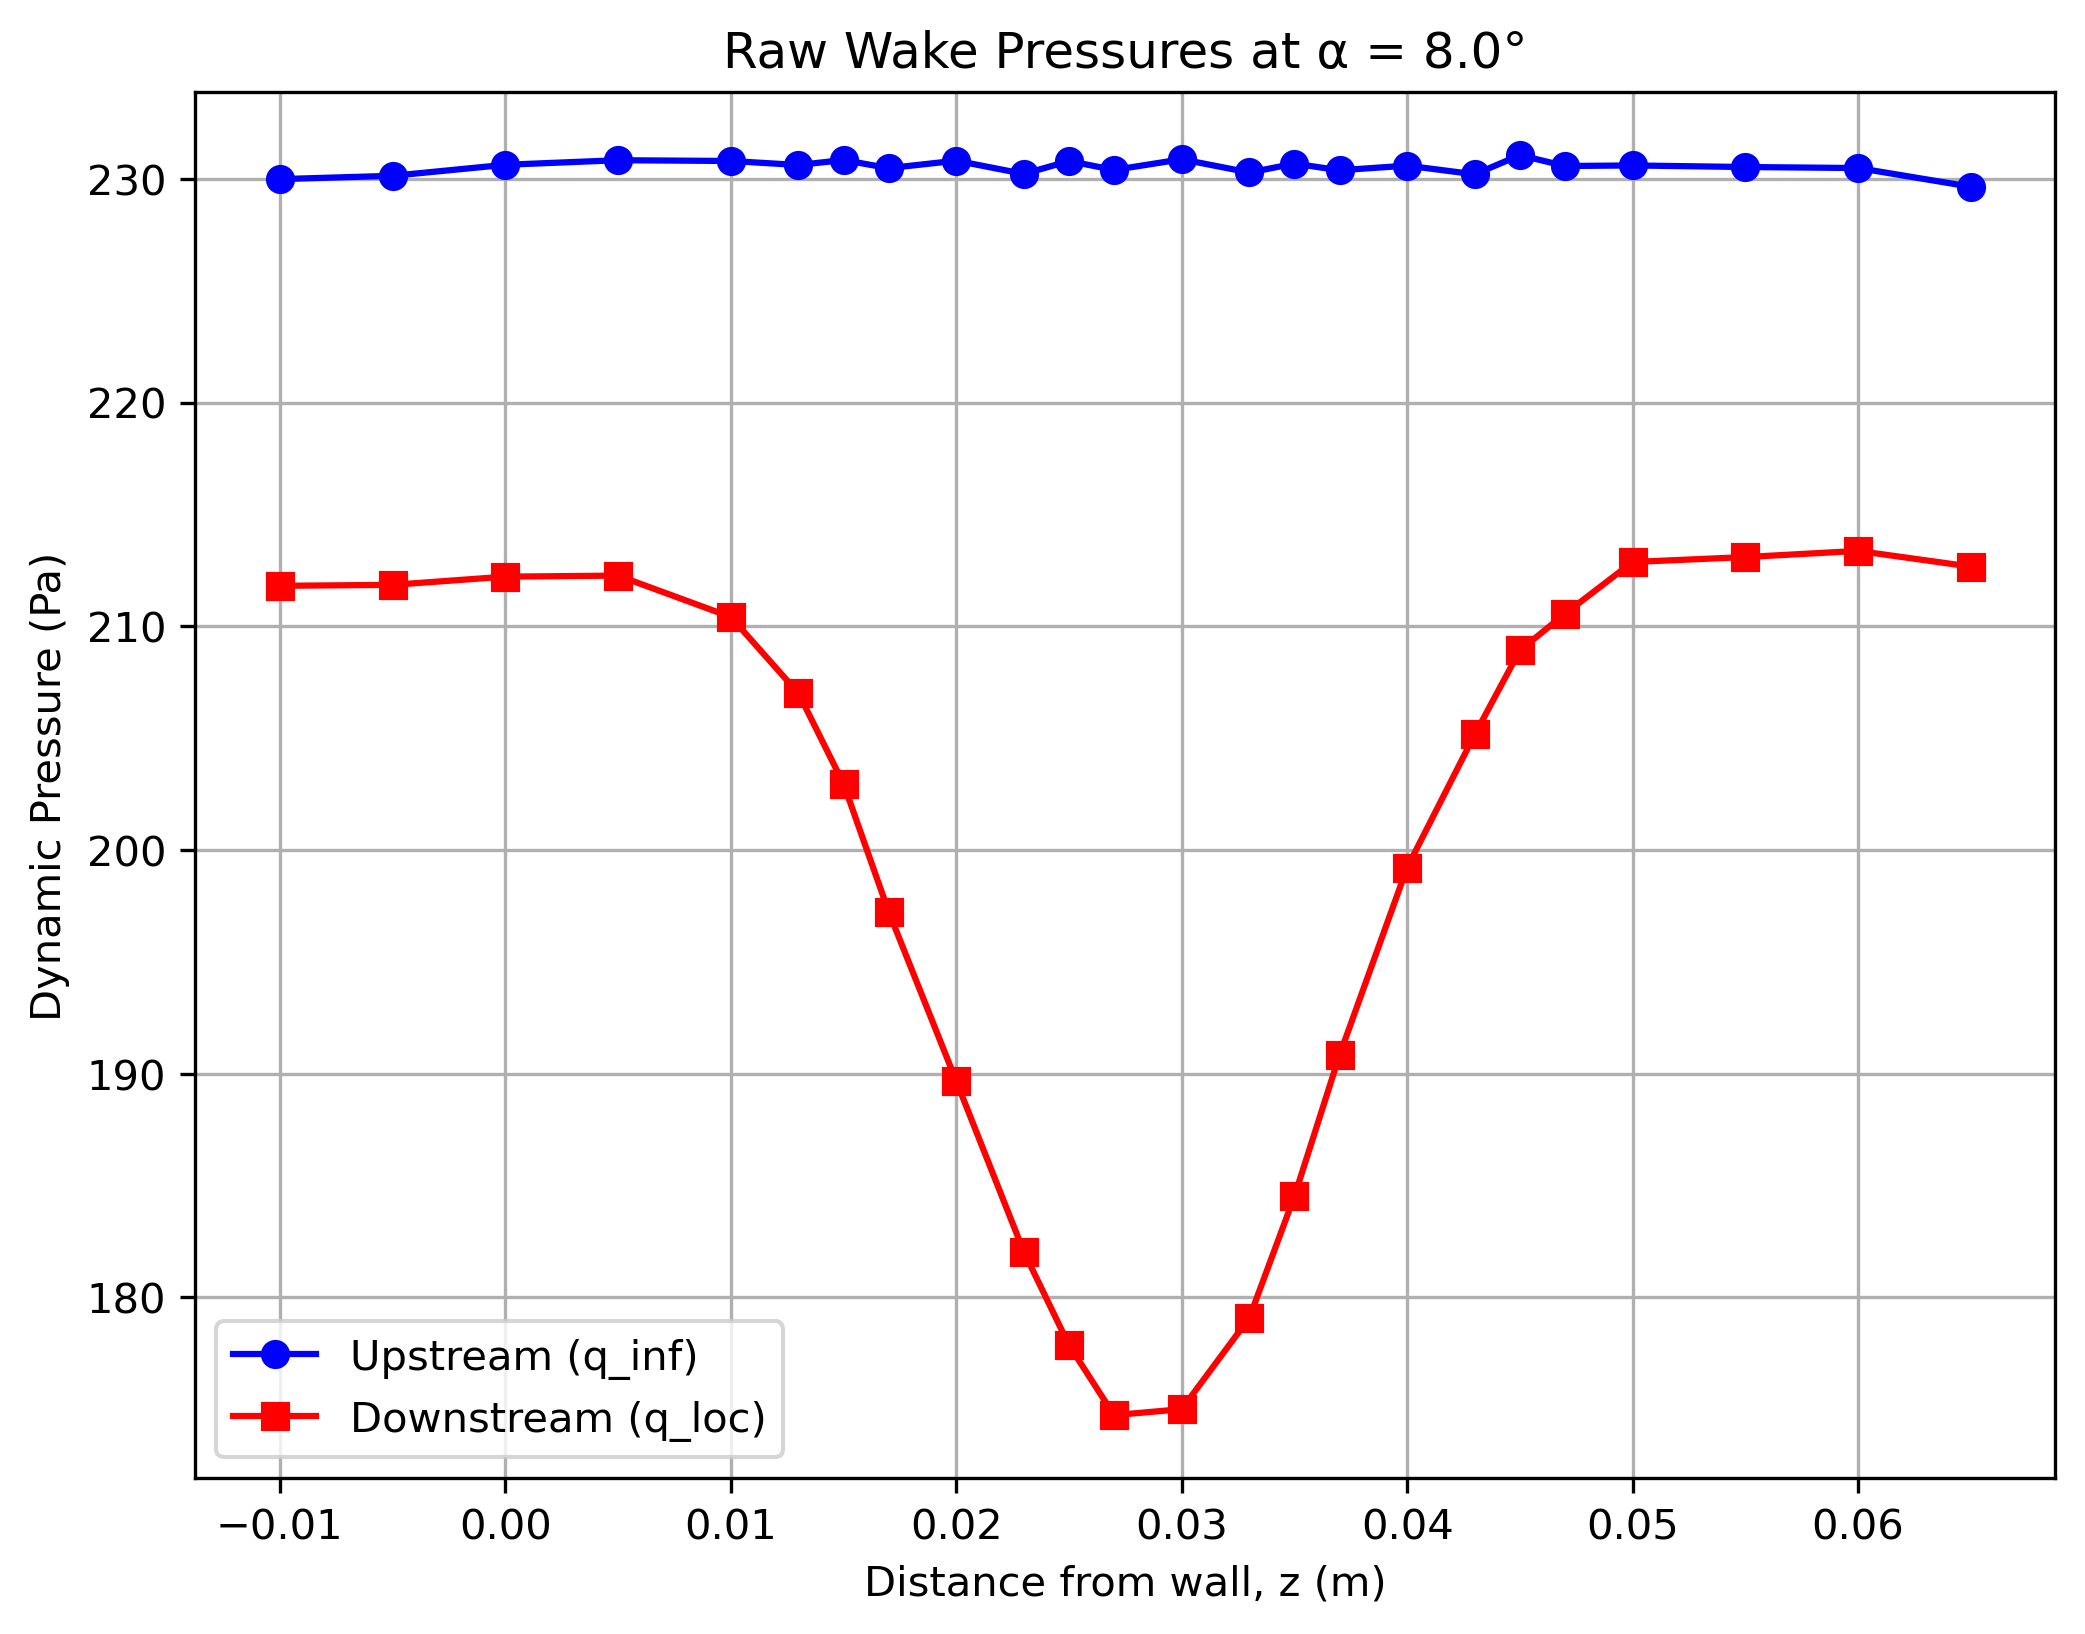 Raw Wake Pressures at α = 8.0°
Dynamic Pressure (Pa)
230
220
210
200
190
180
Upstream (q_inf)
Downstream (q_loc)
−0.01 0.00 0.01 0.02 0.03 0.04 0.05 0.06
Distance from wall, z (m)